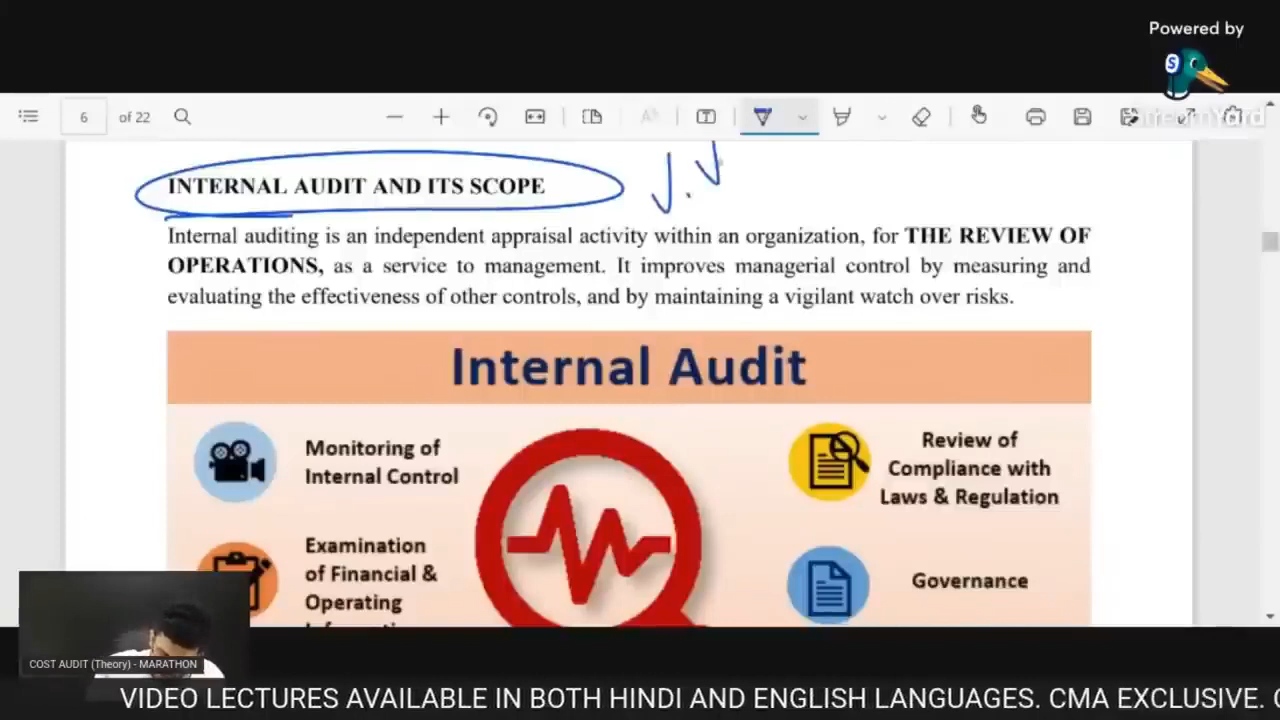 Powered by
S
StreamYard
6
of 22
INTERNAL AUDIT AND ITS SCOPE
V.V
Internal auditing is an independent appraisal activity within an organization, for THE REVIEW OF
OPERATIONS, as a service to management. It improves managerial control by measuring and
evaluating the effectiveness of other controls, and by maintaining a vigilant watch over risks.
Internal Audit
Monitoring of
Internal Control
Examination
of Financial &
Operating
Review of
Compliance with
Laws & Regulation
Governance
COST AUDIT (Theory) - MARATHON
VIDEO LECTURES AVAILABLE IN BOTH HINDI AND ENGLISH LANGUAGES. CMA EXCLUSIVE.